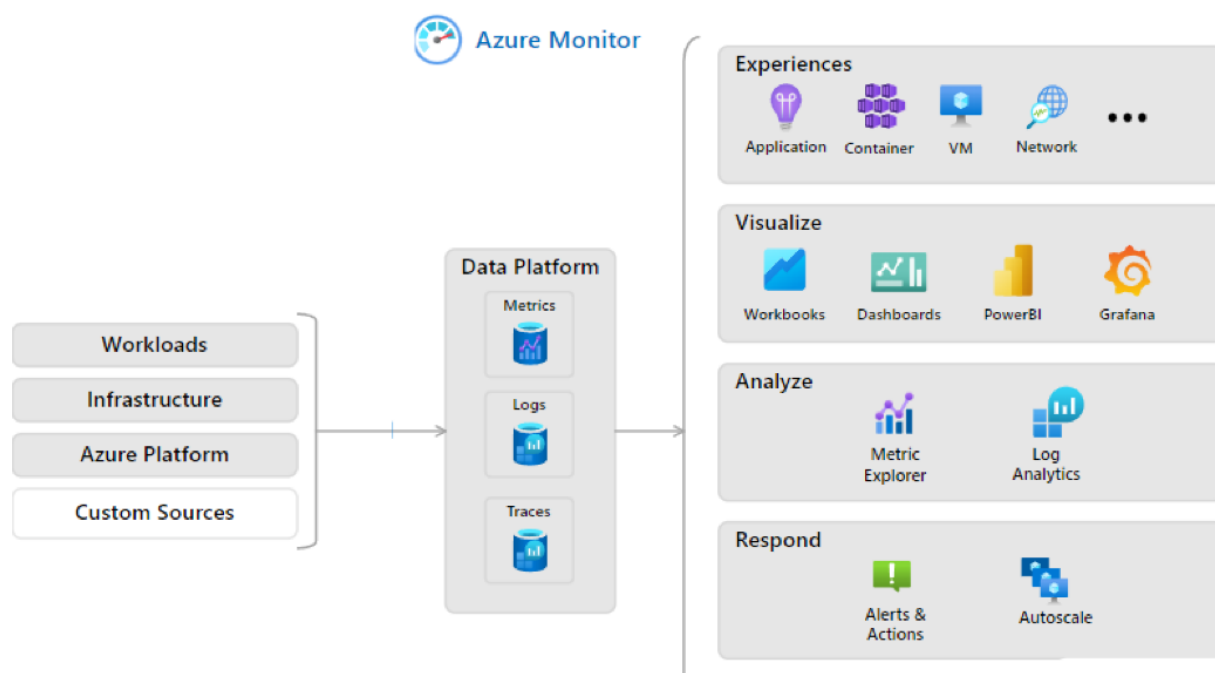 Azure Monitor
Workloads
Infrastructure
Azure Platform
Custom Sources
Data Platform
Metrics
Logs
Traces
Experiences
Application
Container
VM
Network
Visualize
Workbooks
Dashboards
PowerBI
Grafana
Analyze
Metric
Explorer
Log
Analytics
Respond
Alerts &
Actions
Autoscale